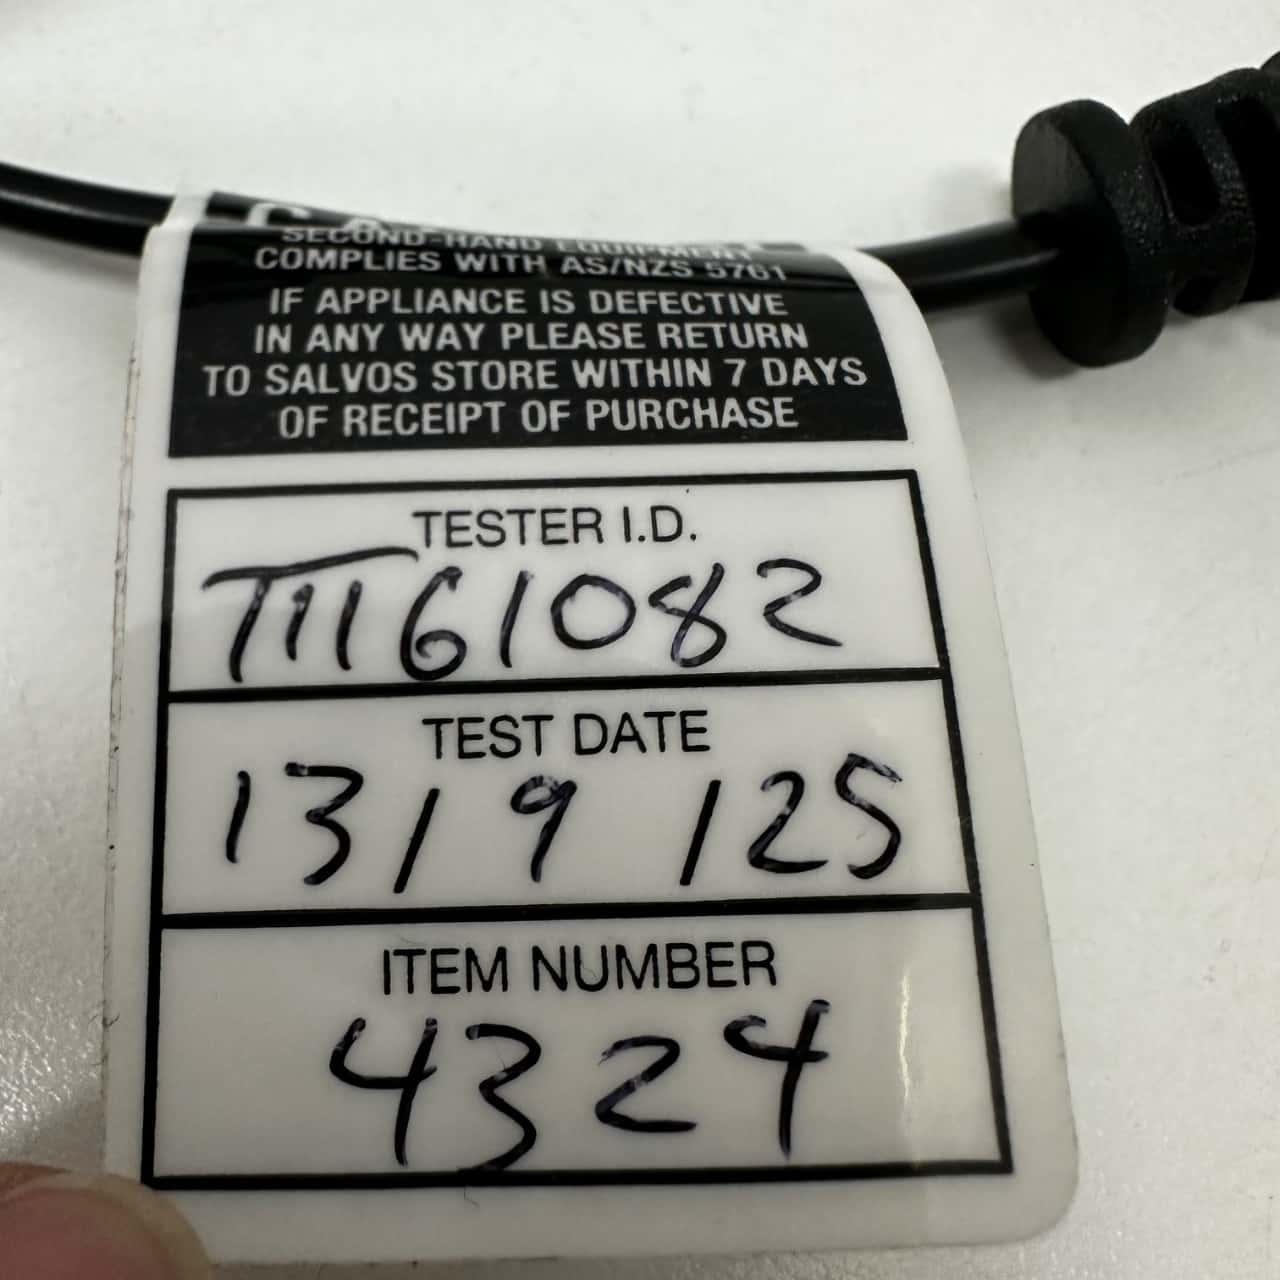 SECOND-HAND EQUIPMENT
COMPLIES WITH AS/NZS 5761
IF APPLIANCE IS DEFECTIVE
IN ANY WAY PLEASE RETURN
TO SALVOS STORE WITHIN 7 DAYS
OF RECEIPT OF PURCHASE
TESTER I.D.
TIII61082
TEST DATE
13/9/25
ITEM NUMBER
4324